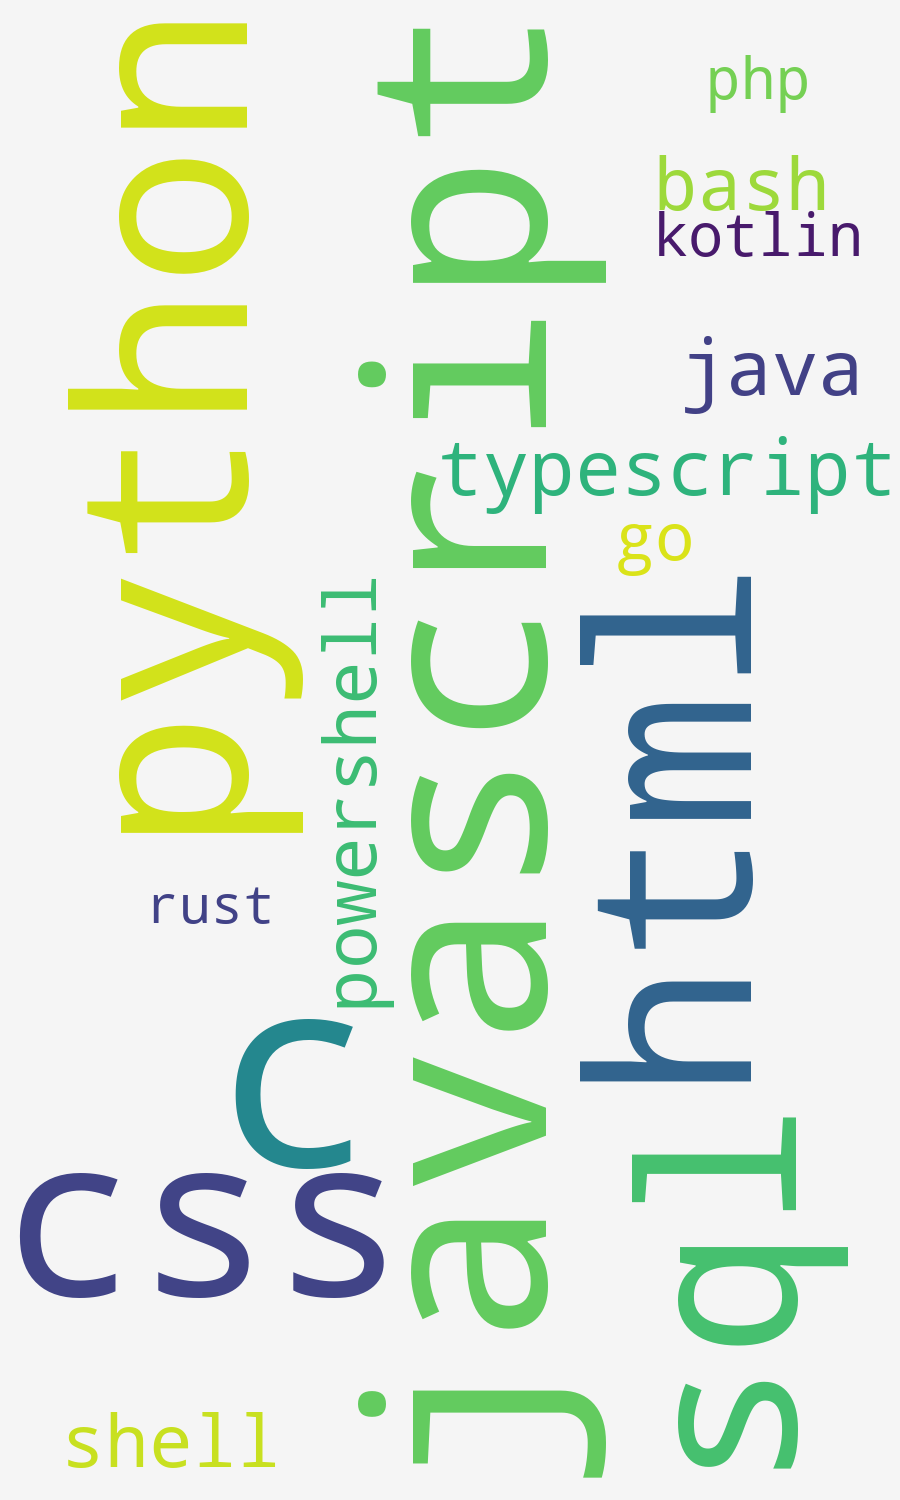 python
javascript
php
bash
kotlin
java
typescript
go
powershell
html
rust
c
css
sql
shell